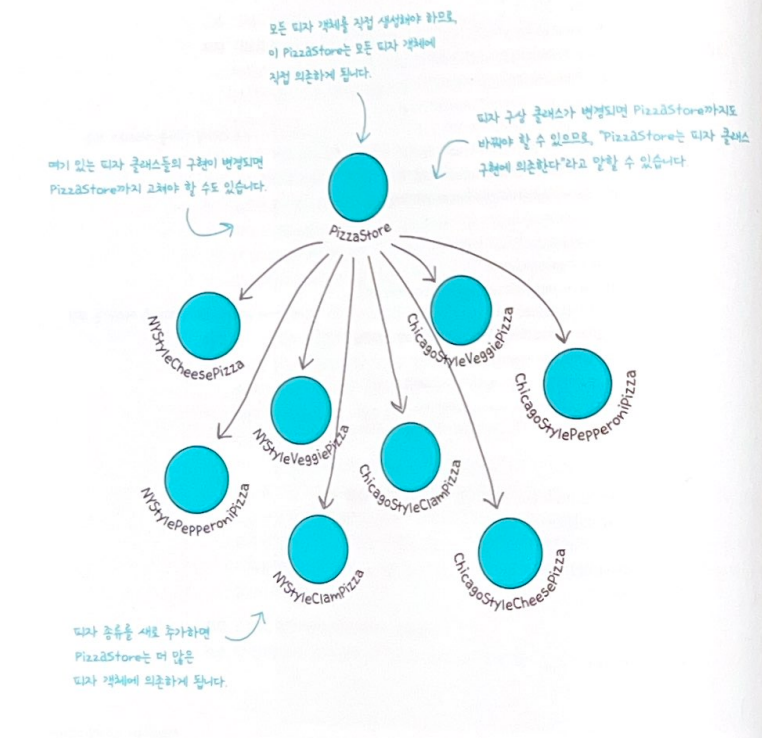 모든 피자 객체를 직접 생성해야 하므로,
이 PizzaStore는 모든 피자 객체에
직접 의존하게 됩니다.
피자 구상 클래스가 변경되면 PizzaStore까지도
바꿔야 할 수 있으므로, "PizzaStore는 피자 클래스
구현에 의존한다"라고 말할 수 있습니다
여기 있는 피자 클래스들의 구현이 변경되면
PizzaStore까지 고쳐야 할 수도 있습니다.
PizzaStore
NYStyleCheesePizza
ChicagoStyleVeggiePizza
ChicagoStylePepperoniPizza
NYStyleVeggiePizza
ChicagoStyleClamPizza
NYStylePepperoniPizza
NYStyleClamPizza
ChicagoStyleCheesePizza
피자 종류를 새로 추가하면
PizzaStore는 더 많은
피자 객체에 의존하게 됩니다.